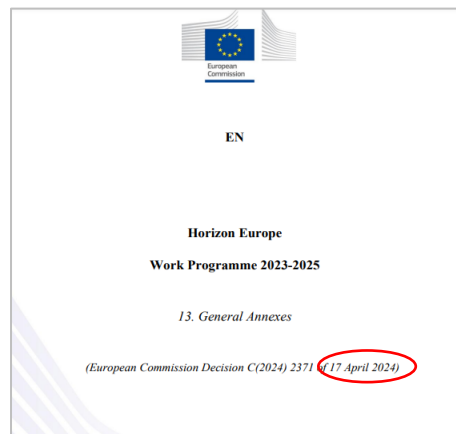 European
Commission
EN
Horizon Europe
Work Programme 2023-2025
13. General Annexes
(European Commission Decision C(2024) 2371 of 17 April 2024)